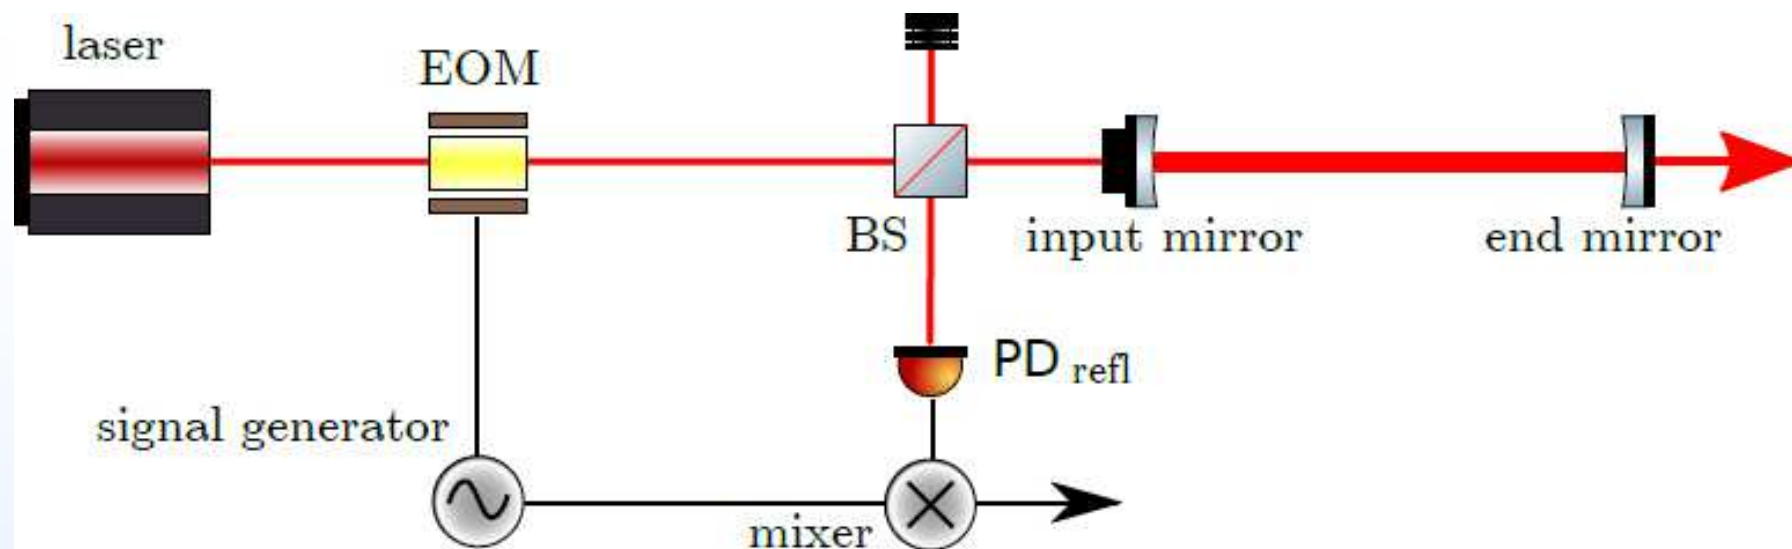 laser
EOM
BS
input mirror
end mirror
PD refl
signal generator
mixer